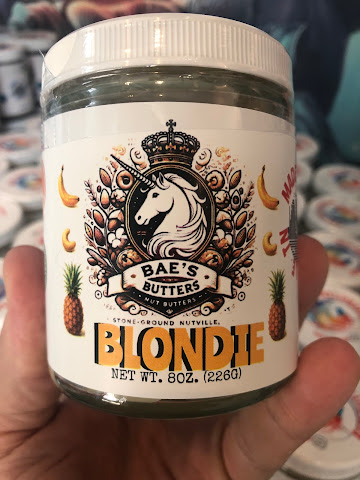 BAE'S
BUTTERS
NUT BUTTERS
STONE-GROUND NUTVILLE,
BLONDIE
NET WT. 8OZ. (226G)